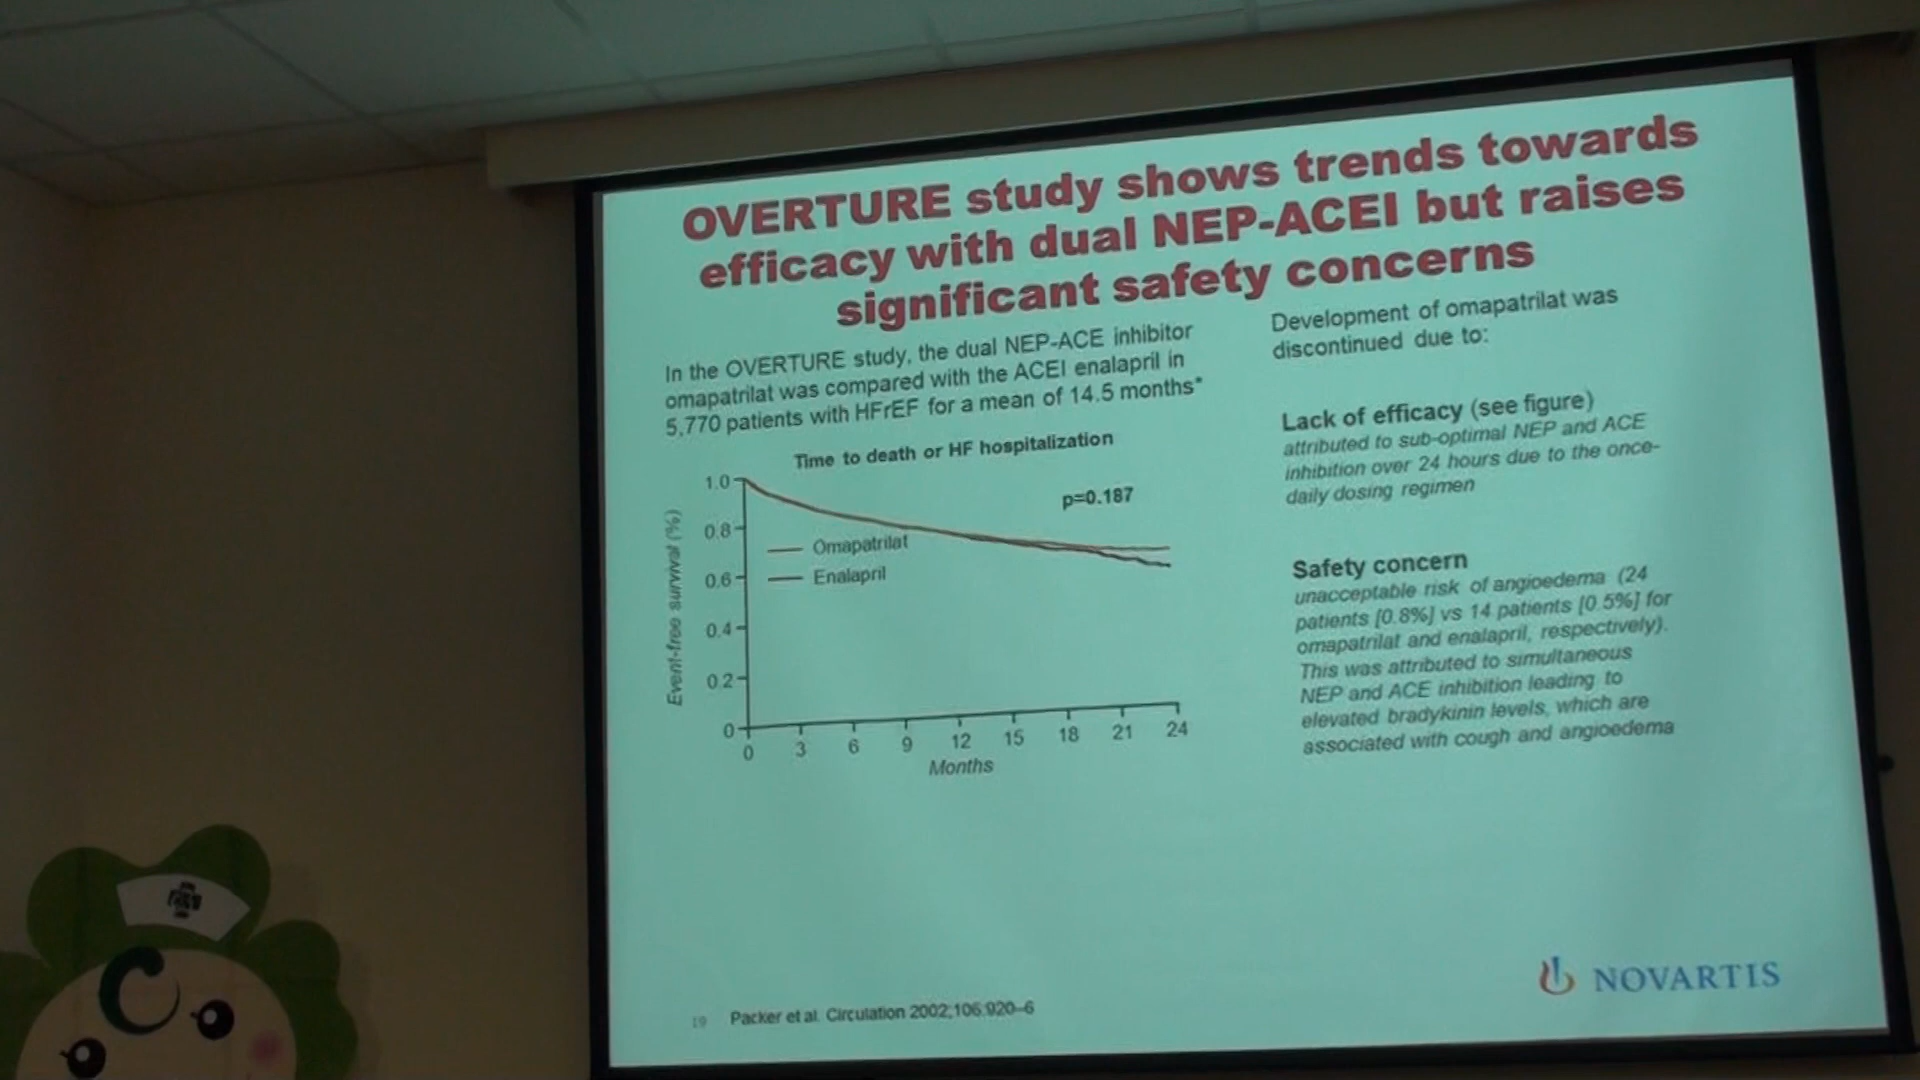 OVERTURE study shows trends towards
efficacy with dual NEP-ACEI but raises
significant safety concerns
In the OVERTURE study, the dual NEP-ACE inhibitor
omapatrilat was compared with the ACEI enalapril in
5,770 patients with HFrEF for a mean of 14.5 months*
Time to death or HF hospitalization
Event-free survival (%)
1.0
0.8
0.6
0.4
0.2
0
p=0.187
Omapatrilat
Enalapril
0 3 6 9 12 15 18 21 24
Months
Development of omapatrilat was
discontinued due to:
Lack of efficacy (see figure)
attributed to sub-optimal NEP and ACE
inhibition over 24 hours due to the once-
daily dosing regimen
Safety concern
unacceptable risk of angioedema (24
patients [0.8%] vs 14 patients [0.5%] for
omapatrilat and enalapril, respectively).
This was attributed to simultaneous
NEP and ACE inhibition leading to
elevated bradykinin levels, which are
associated with cough and angioedema
19 Packer et al. Circulation 2002;106:920–6
NOVARTIS